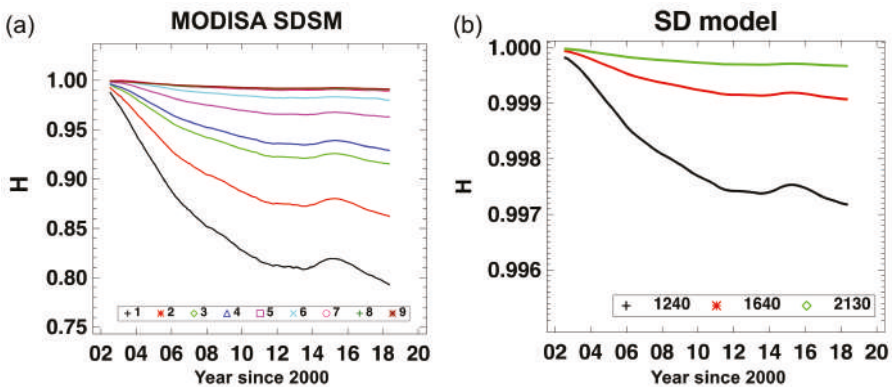 (a) MODISA SDSM
1.00
0.95
0.90
0.85
0.80
0.75
H
1 2 3 4 5 6 7 8 9
02 04 06 08 10 12 14 16 18 20
Year since 2000
(b) SD model
1.000
0.999
0.998
0.997
0.996
H
1240 1640 2130
02 04 06 08 10 12 14 16 18 20
Year since 2000